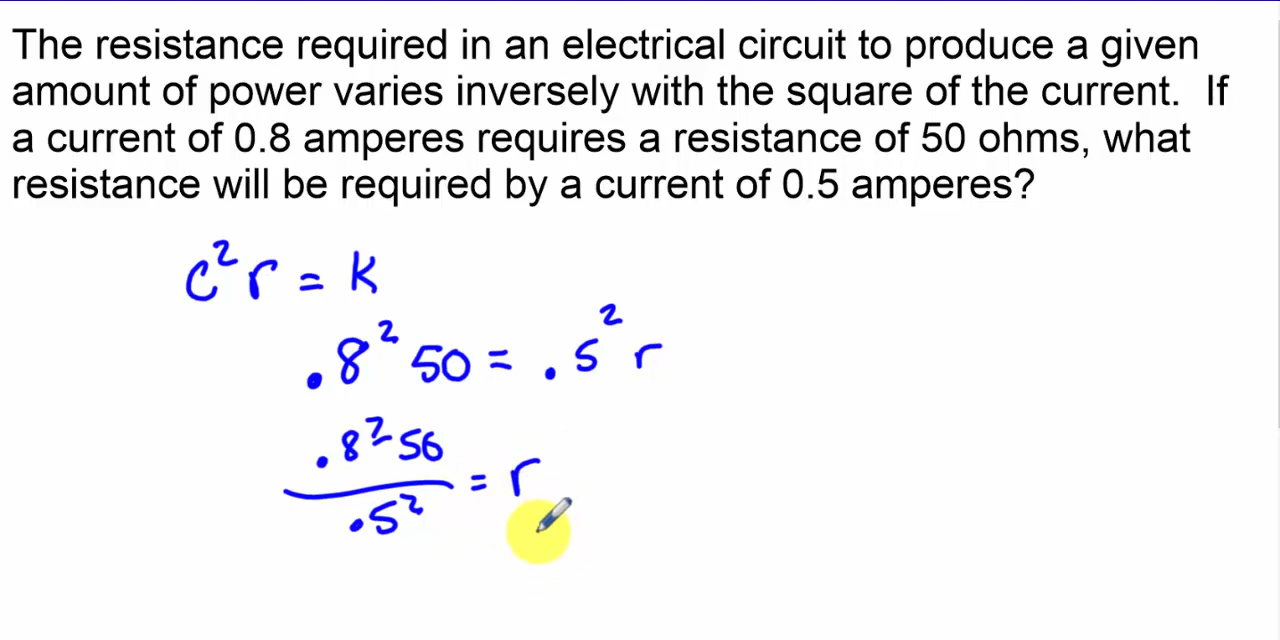 The resistance required in an electrical circuit to produce a given
amount of power varies inversely with the square of the current.  If
a current of 0.8 amperes requires a resistance of 50 ohms, what
resistance will be required by a current of 0.5 amperes?
c² r = k
.8² 50 = .5² r
.8² 50
/ .5² = r